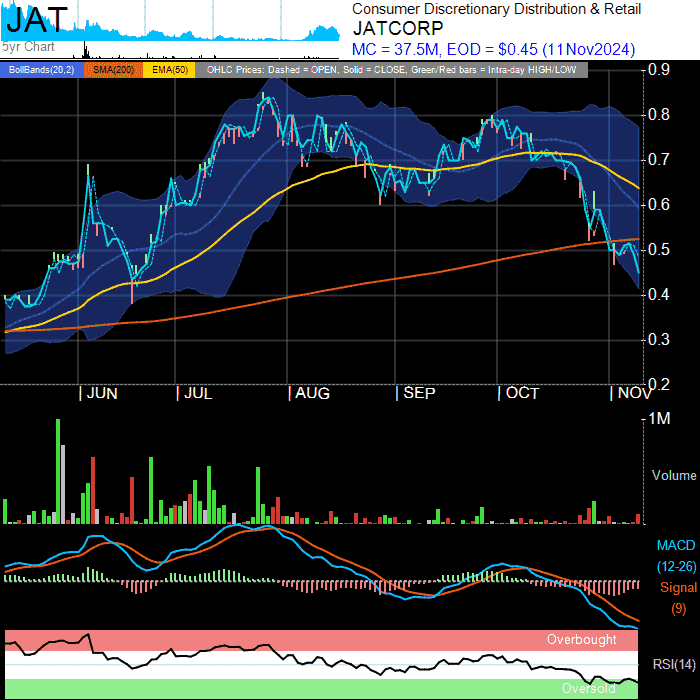 JAT
5yr Chart
Consumer Discretionary Distribution & Retail
JATCORP
MC = 37.5M, EOD = $0.45 (11Nov2024)
BollBands(20,2) SMA(200) EMA(50) OHLC Prices: Dashed = OPEN, Solid = CLOSE, Green/Red bars = Intra-day HIGH/LOW
0.9
0.8
0.7
0.6
0.5
0.4
0.3
0.2
| JUN | JUL | AUG | SEP | OCT | NOV
1M
Volume
MACD
(12-26)
Signal
(9)
Overbought
RSI(14)
Oversold